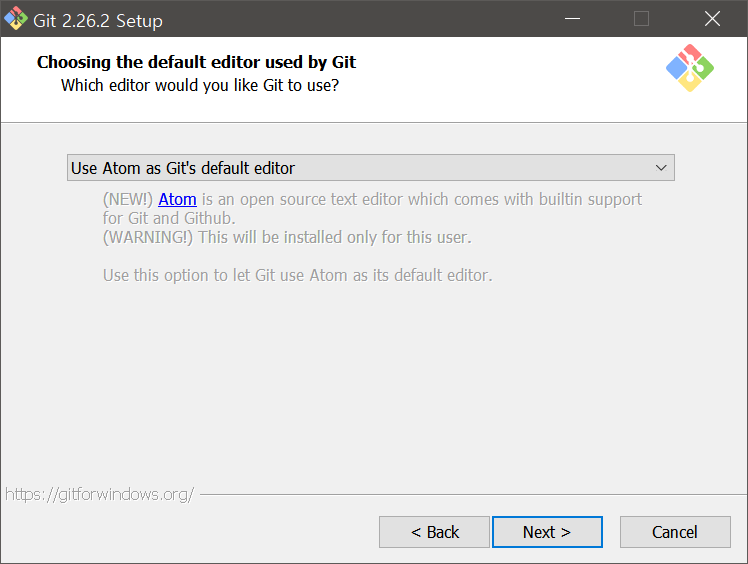 Git 2.26.2 Setup
Choosing the default editor used by Git
Which editor would you like Git to use?
Use Atom as Git's default editor
(NEW!) Atom is an open source text editor which comes with builtin support
for Git and Github.
(WARNING!) This will be installed only for this user.
Use this option to let Git use Atom as its default editor.
https://gitforwindows.org/
< Back
Next >
Cancel